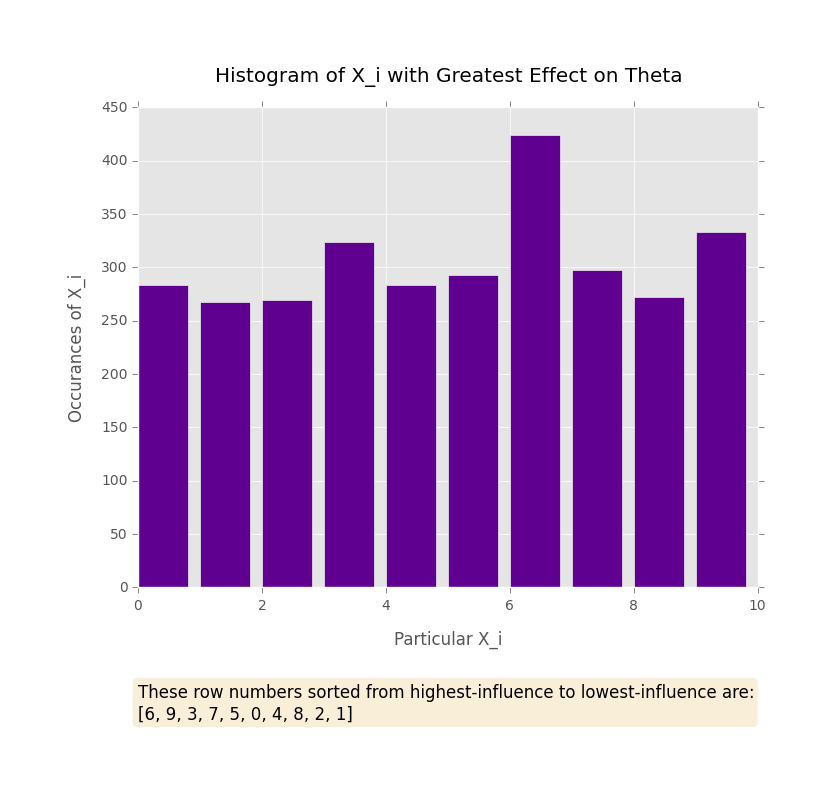 Histogram of X_i with Greatest Effect on Theta
450
400
350
300
250
200
150
100
50
0
Occurances of X_i
0 2 4 6 8 10
Particular X_i
These row numbers sorted from highest-influence to lowest-influence are:
[6, 9, 3, 7, 5, 0, 4, 8, 2, 1]